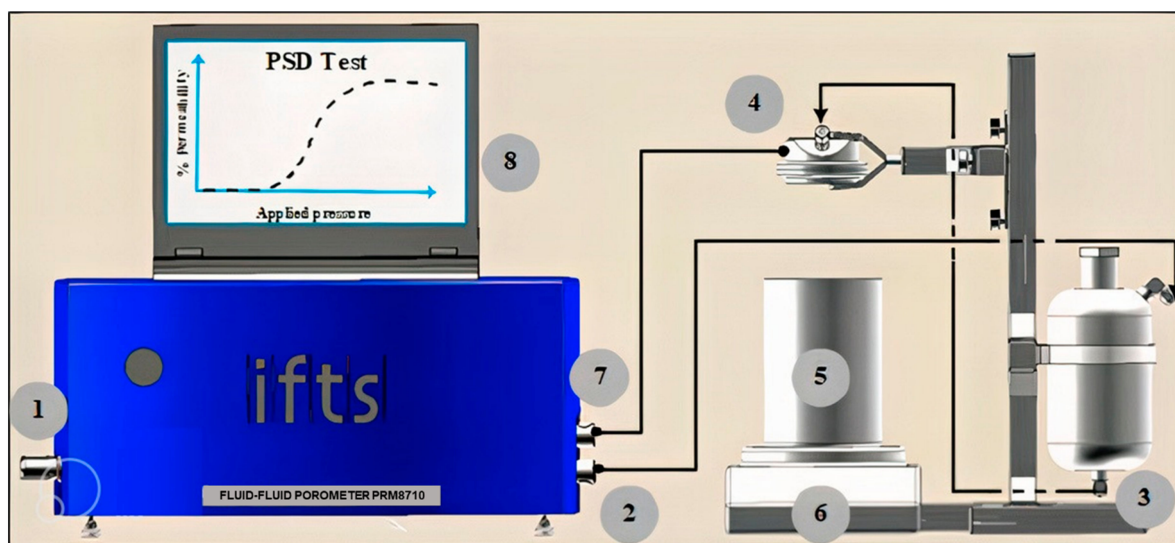 PSD Test
% Permeability
Applied pressure
8
4
7
5
1
ifts
FLUID-FLUID POROMETER PRM8710
2
6
3